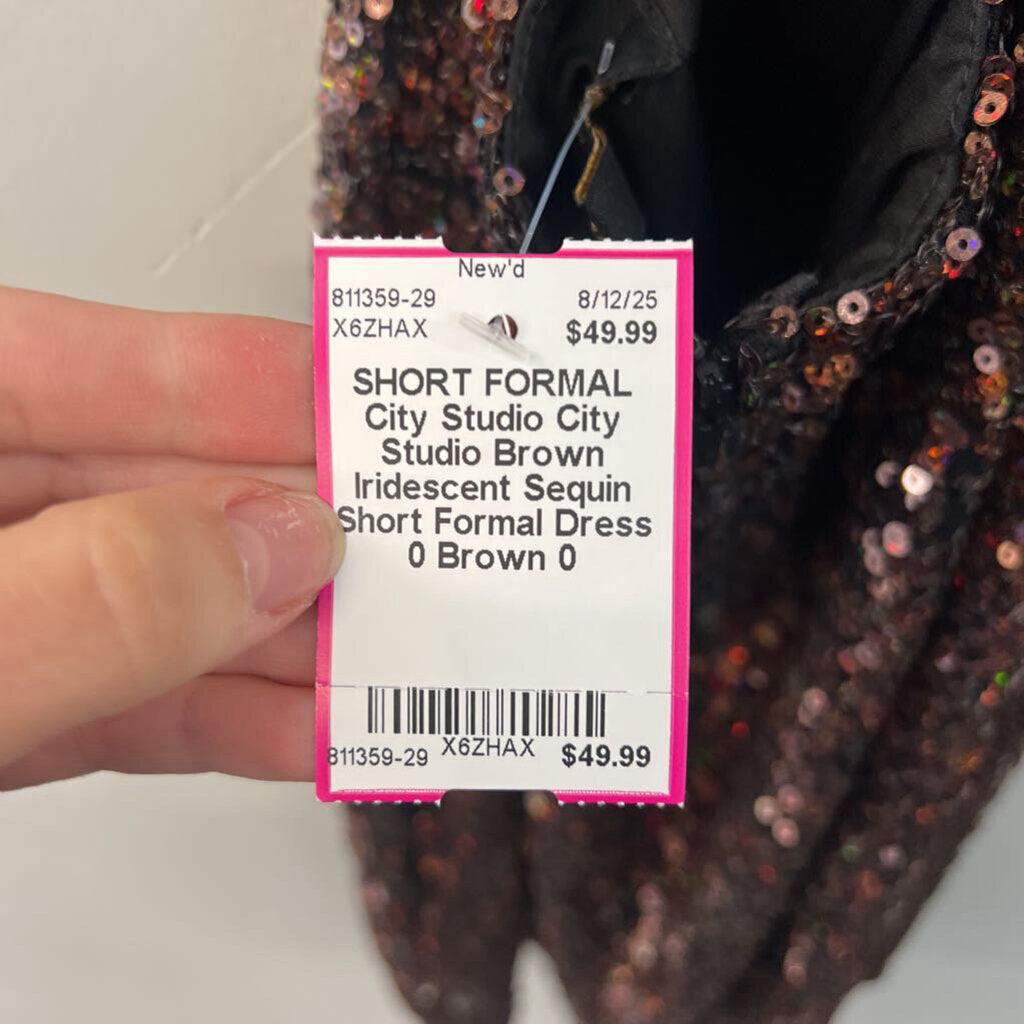 New'd
811359-29 8/12/25
X6ZHAX $49.99
SHORT FORMAL
City Studio City
Studio Brown
Iridescent Sequin
Short Formal Dress
0 Brown 0
811359-29 X6ZHAX $49.99